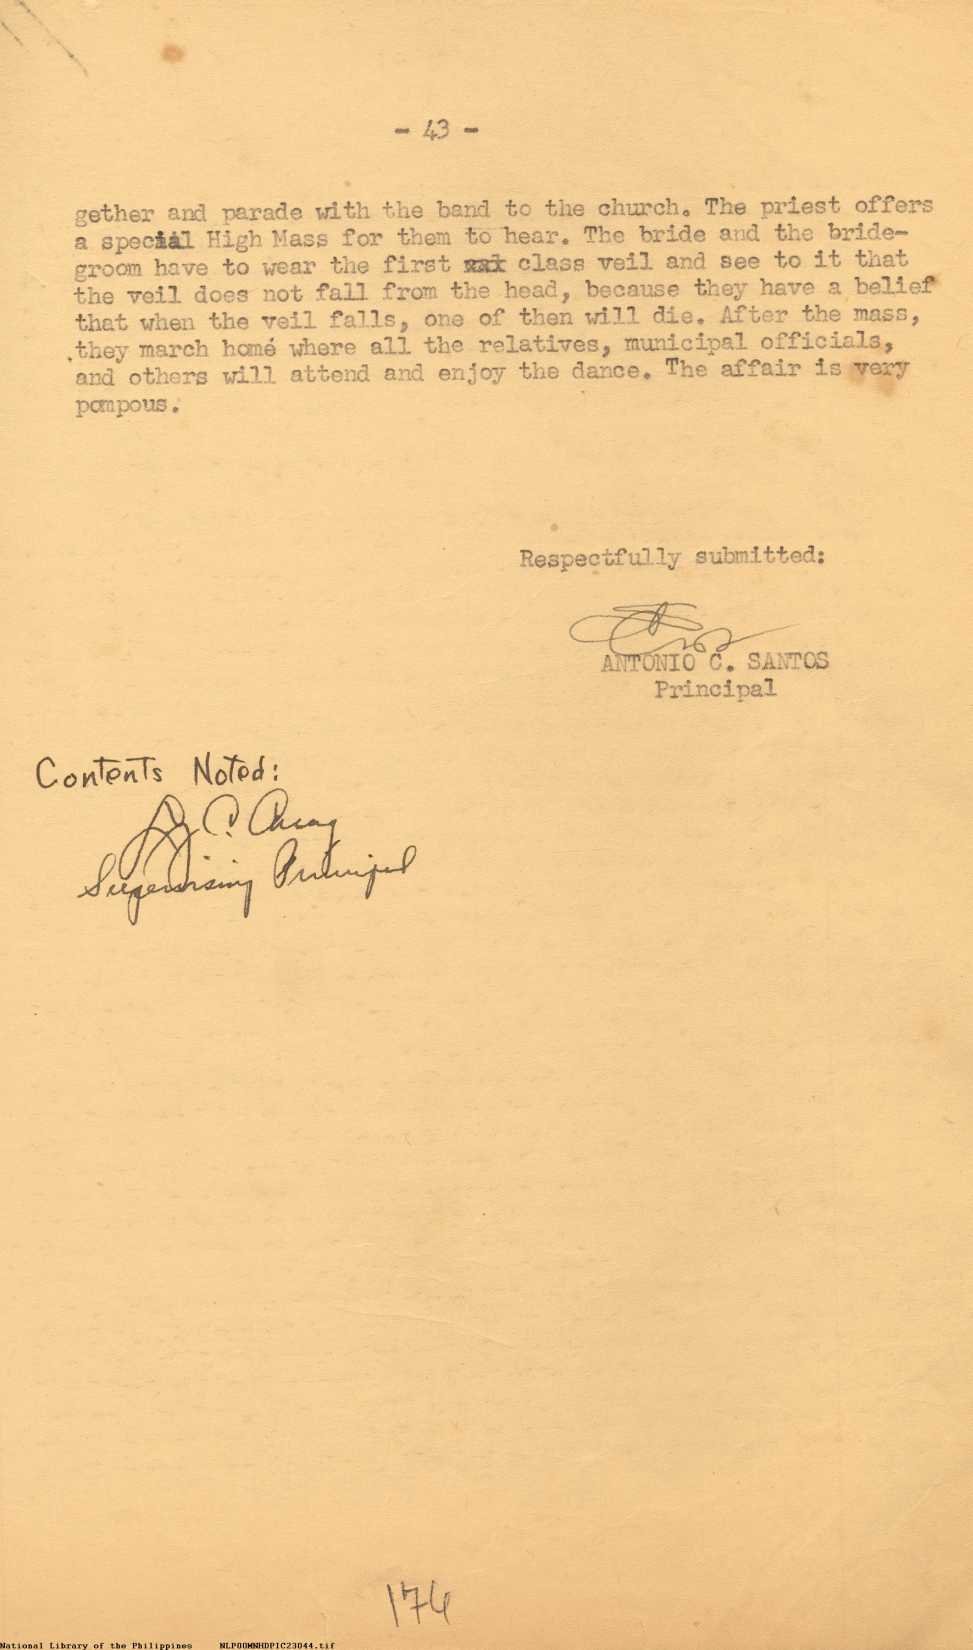 - 43 -
gether and parade with the band to the church. The priest offers
a special High Mass for them to hear. The bride and the bride-
groom have to wear the first class veil and see to it that
the veil does not fall from the head, because they have a belief
that when the veil falls, one of then will die. After the mass,
they march home where all the relatives, municipal officials,
and others will attend and enjoy the dance. The affair is very
pompous.
Respectfully submitted:
ANTONIO C. SANTOS
Principal
Contents Noted:
Supervising Principal
174
National Library of the Philippines NLP00MNHDPIC23044.tif